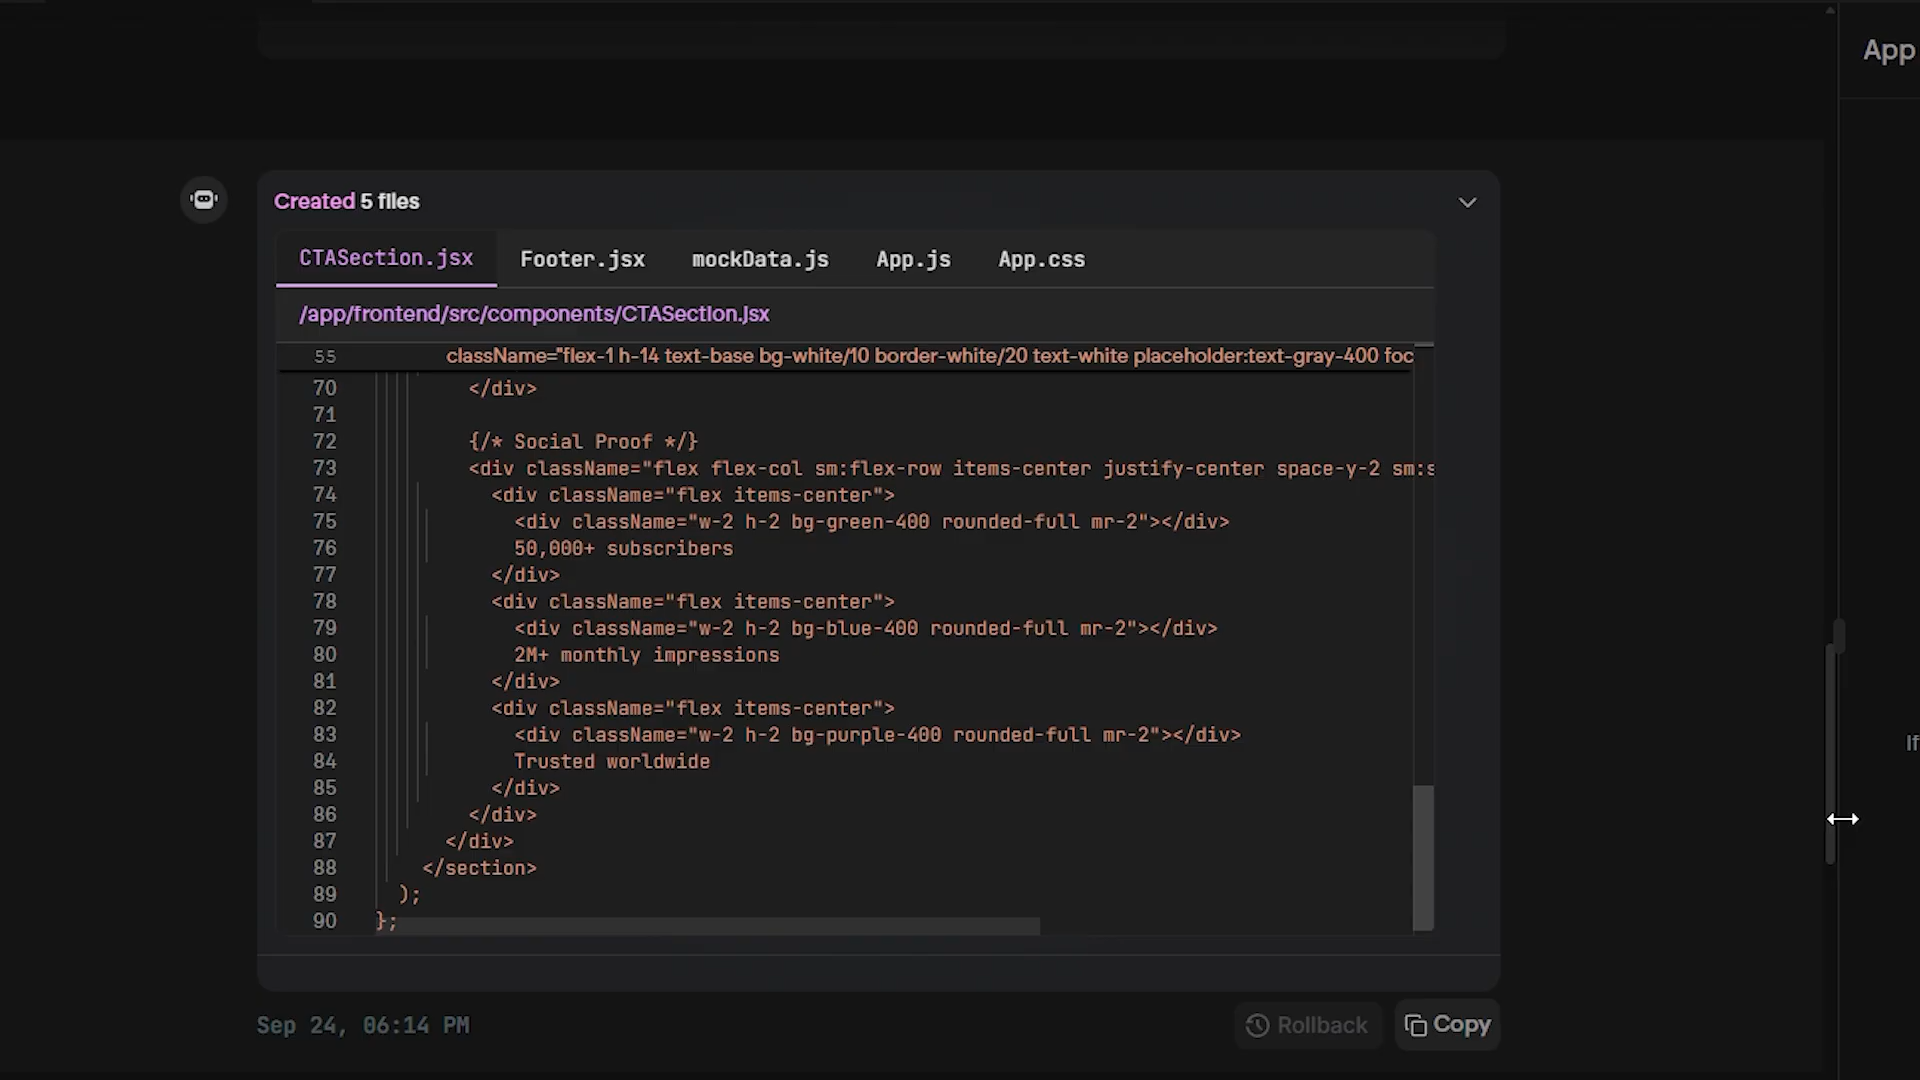 App
Created 5 files
CTASection.jsx Footer.jsx mockData.js App.js App.css
/app/frontend/src/components/CTASection.jsx
55 className="flex-1 h-14 text-base bg-white/10 border-white/20 text-white placeholder:text-gray-400 foc
70 </div>
71
72 {/* Social Proof */}
73 <div className="flex flex-col sm:flex-row items-center justify-center space-y-2 sm:s
74 <div className="flex items-center">
75 <div className="w-2 h-2 bg-green-400 rounded-full mr-2"></div>
76 50,000+ subscribers
77 </div>
78 <div className="flex items-center">
79 <div className="w-2 h-2 bg-blue-400 rounded-full mr-2"></div>
80 2M+ monthly impressions
81 </div>
82 <div className="flex items-center">
83 <div className="w-2 h-2 bg-purple-400 rounded-full mr-2"></div>
84 Trusted worldwide
85 </div>
86 </div>
87 </div>
88 </section>
89 );
90 };
If
Sep 24, 06:14 PM
Rollback Copy